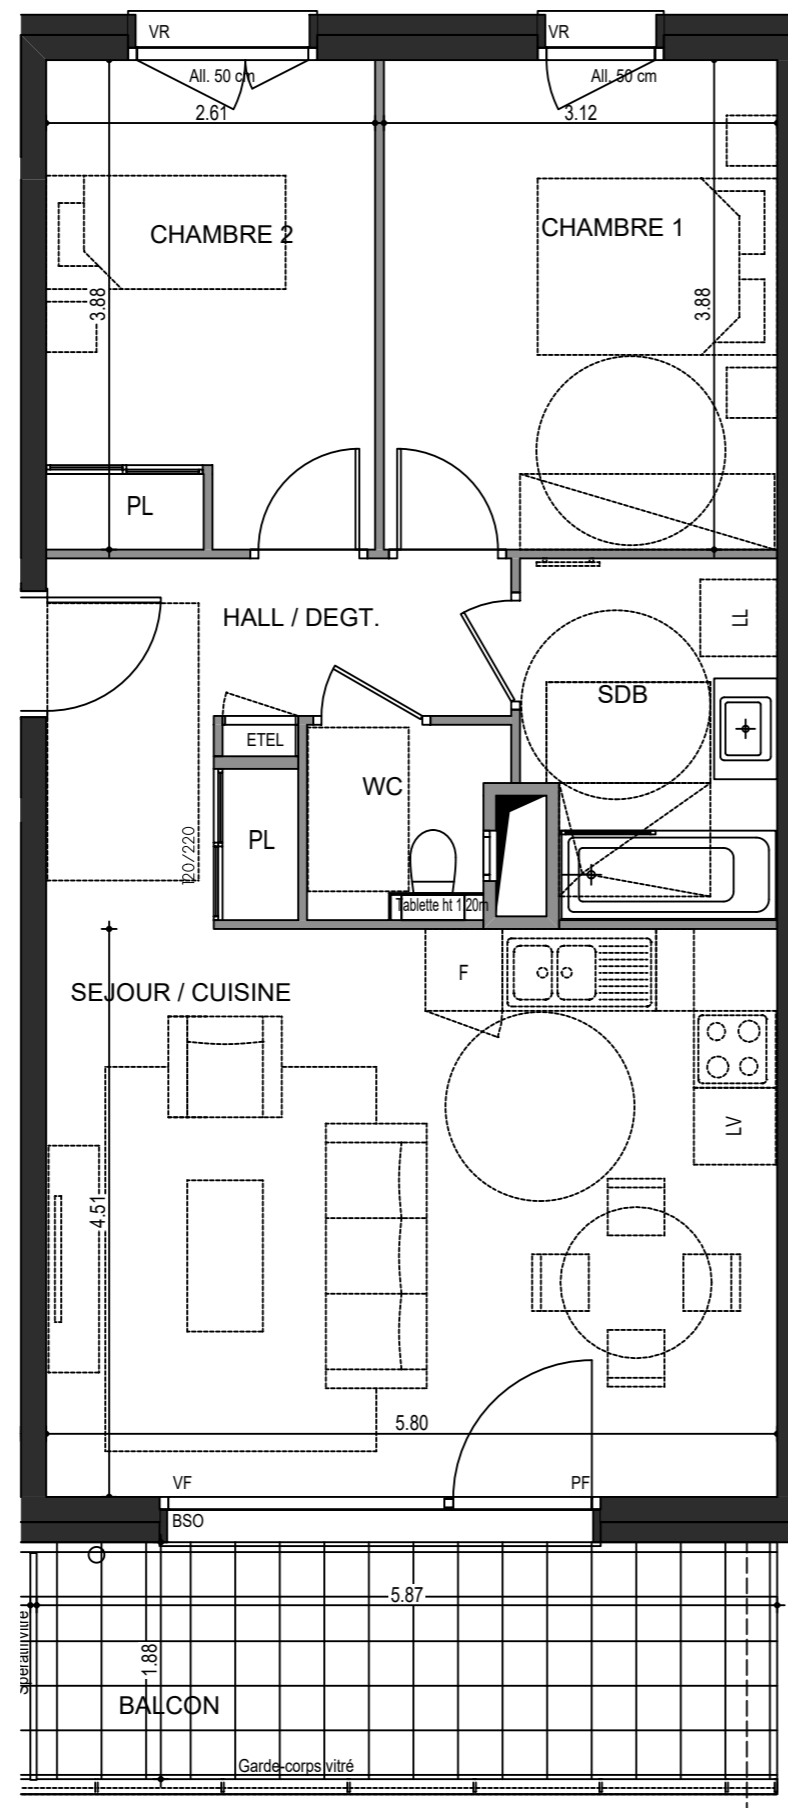 VR
VR
All. 50 cm
All. 50 cm
2.61
3.12
CHAMBRE 2
CHAMBRE 1
3.88
3.88
PL
HALL / DEGT.
LL
SDB
ETEL
WC
PL
120/220
Tablette ht 1.20m
F
SEJOUR / CUISINE
LV
4.51
5.80
VF
PF
BSO
5.87
1.88
BALCON
Garde-corps vitré